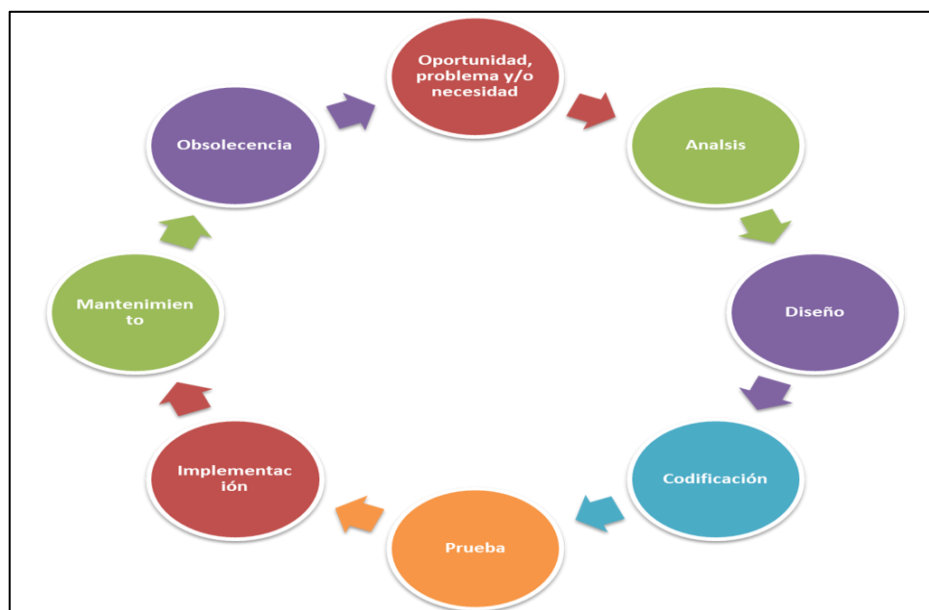 Oportunidad,
problema y/o
necesidad
Analsis
Diseño
Codificación
Prueba
Implementac
ión
Mantenimien
to
Obsolecencia